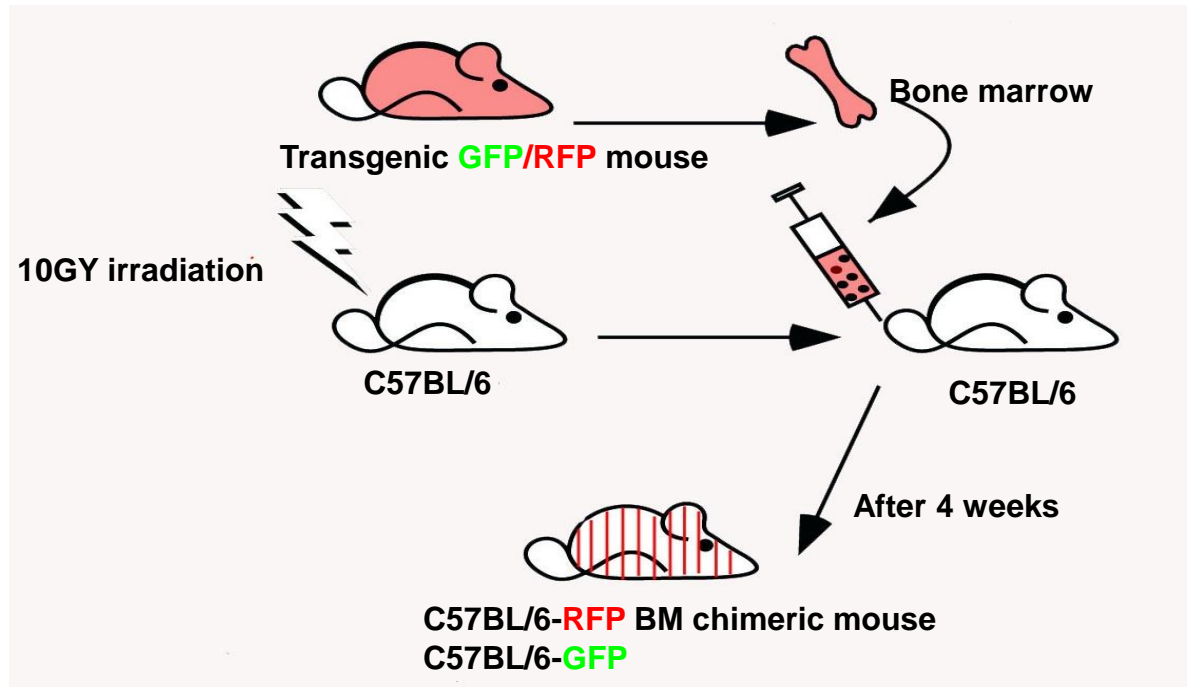 Bone marrow
Transgenic GFP/RFP mouse
10GY irradiation
C57BL/6
C57BL/6
After 4 weeks
C57BL/6-RFP BM chimeric mouse
C57BL/6-GFP